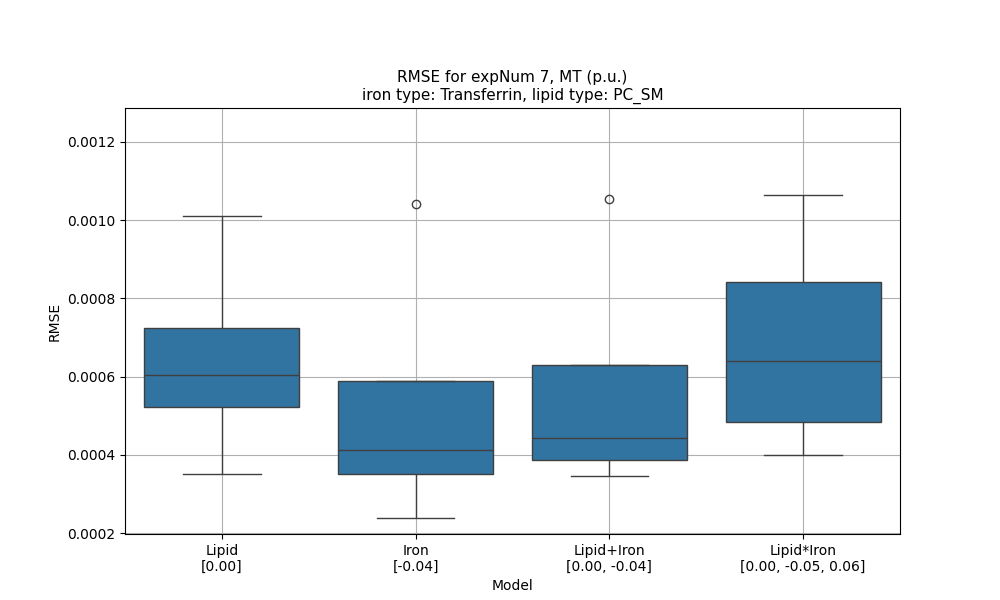 RMSE for expNum 7, MT (p.u.)
iron type: Transferrin, lipid type: PC_SM
RMSE
0.0012
0.0010
0.0008
0.0006
0.0004
0.0002
Lipid
[0.00]
Iron
[-0.04]
Lipid+Iron
[0.00, -0.04]
Lipid*Iron
[0.00, -0.05, 0.06]
Model